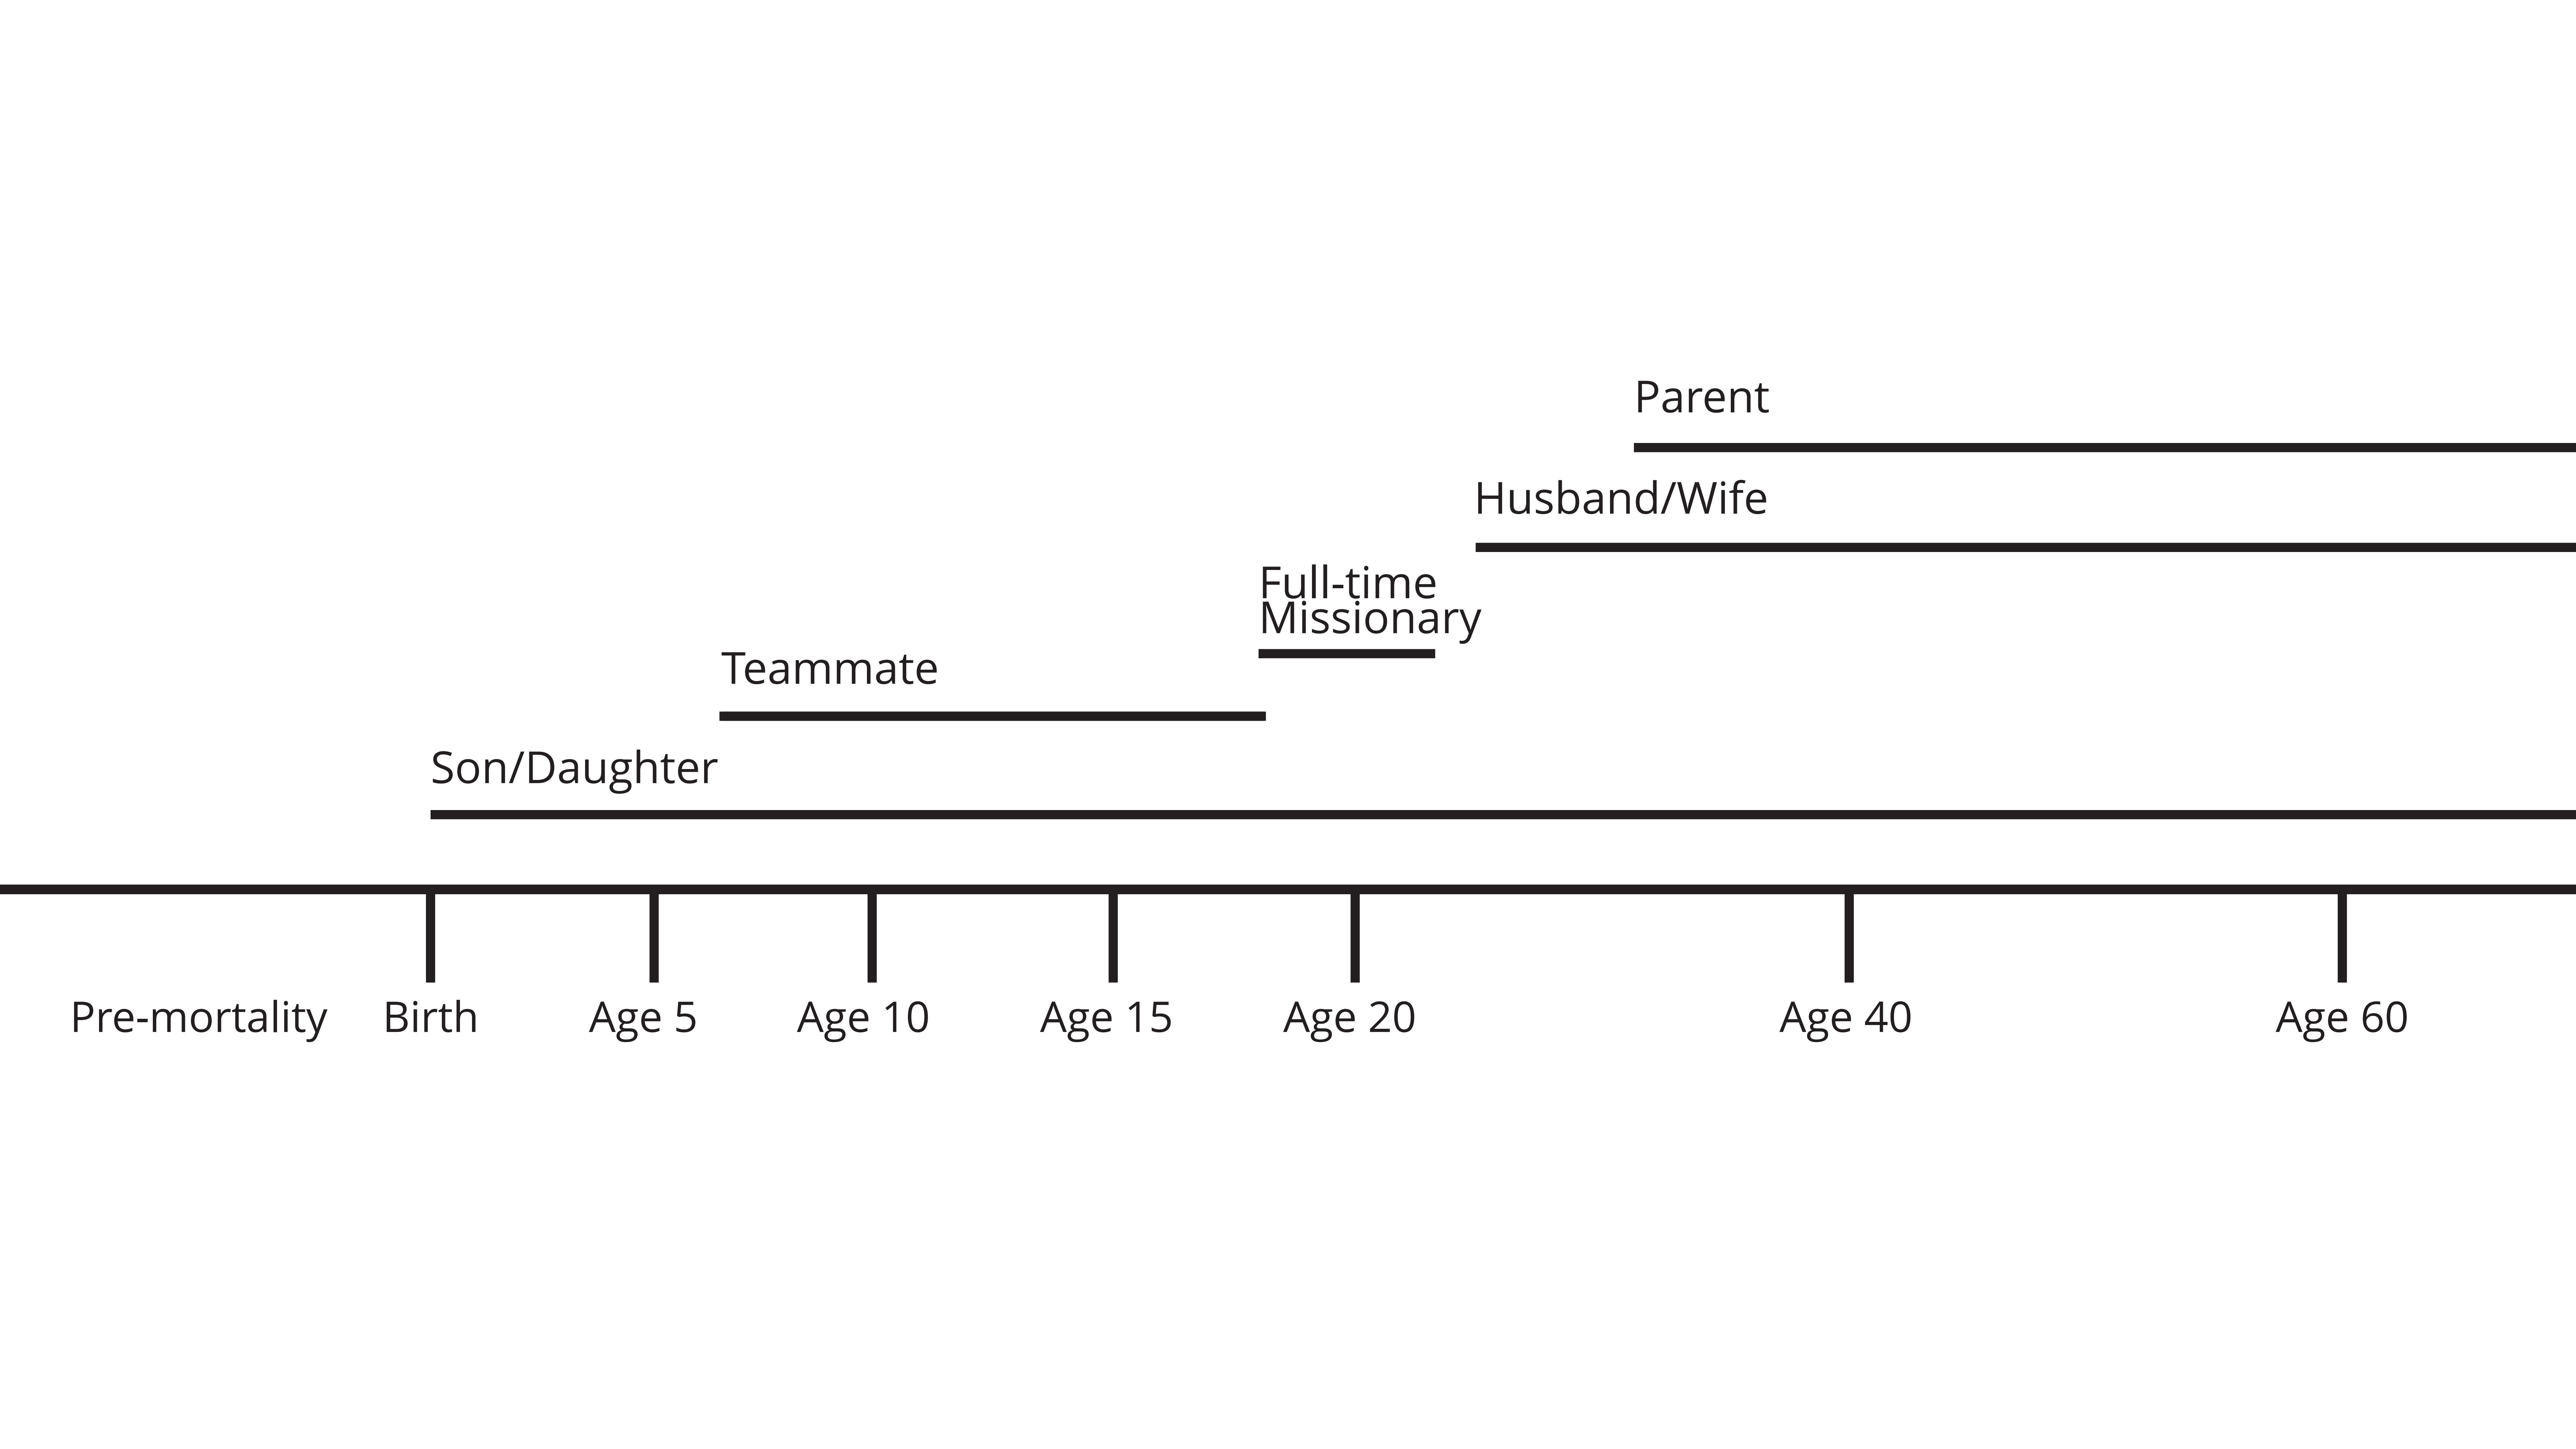 Parent
Husband/Wife
Full-time
Missionary
Teammate
Son/Daughter
Pre-mortality Birth Age 5 Age 10 Age 15 Age 20 Age 40 Age 60